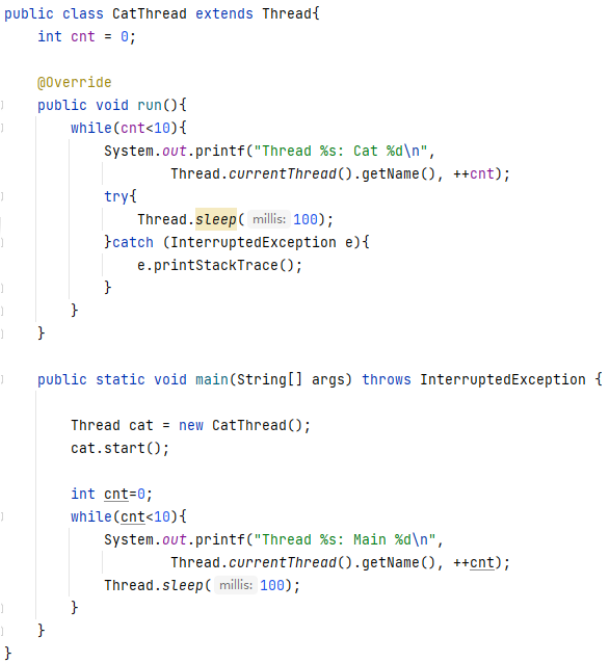 public class CatThread extends Thread{
    int cnt = 0;

    @Override
    public void run(){
        while(cnt<10){
            System.out.printf("Thread %s: Cat %d\n",
                    Thread.currentThread().getName(), ++cnt);
            try{
                Thread.sleep( millis: 100);
            }catch (InterruptedException e){
                e.printStackTrace();
            }
        }
    }

    public static void main(String[] args) throws InterruptedException {

        Thread cat = new CatThread();
        cat.start();

        int cnt=0;
        while(cnt<10){
            System.out.printf("Thread %s: Main %d\n",
                    Thread.currentThread().getName(), ++cnt);
            Thread.sleep( millis: 100);
        }
    }
}